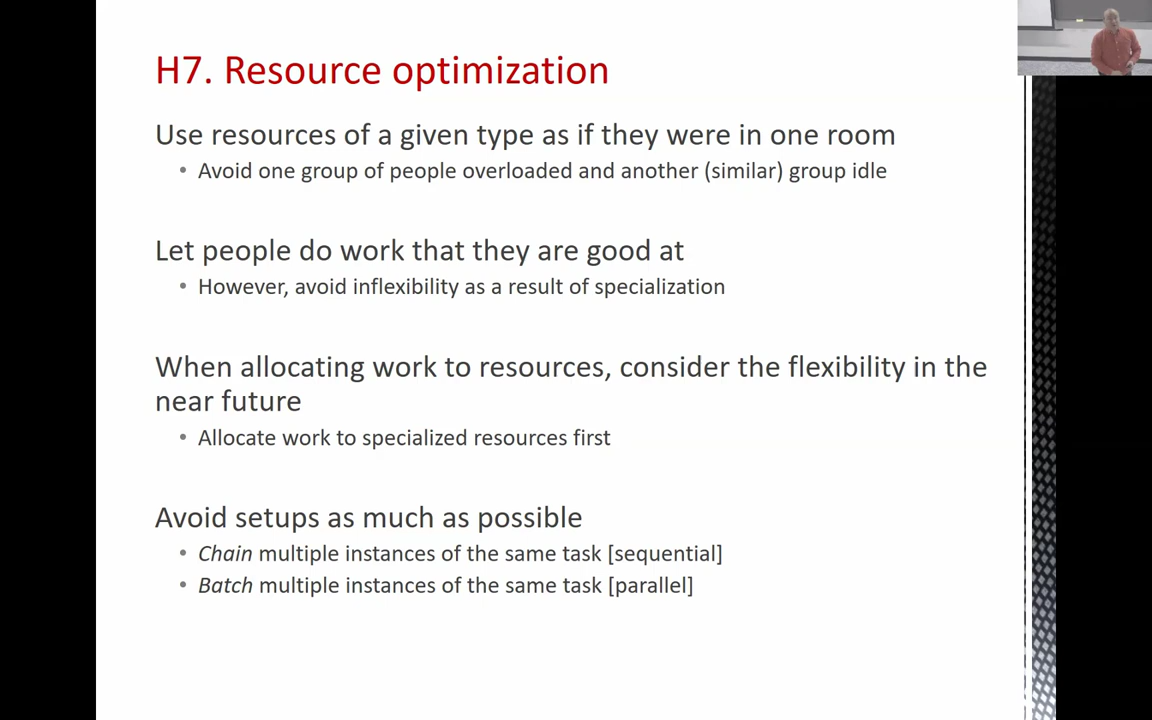 H7. Resource optimization
Use resources of a given type as if they were in one room
• Avoid one group of people overloaded and another (similar) group idle
Let people do work that they are good at
• However, avoid inflexibility as a result of specialization
When allocating work to resources, consider the flexibility in the
near future
• Allocate work to specialized resources first
Avoid setups as much as possible
• Chain multiple instances of the same task [sequential]
• Batch multiple instances of the same task [parallel]